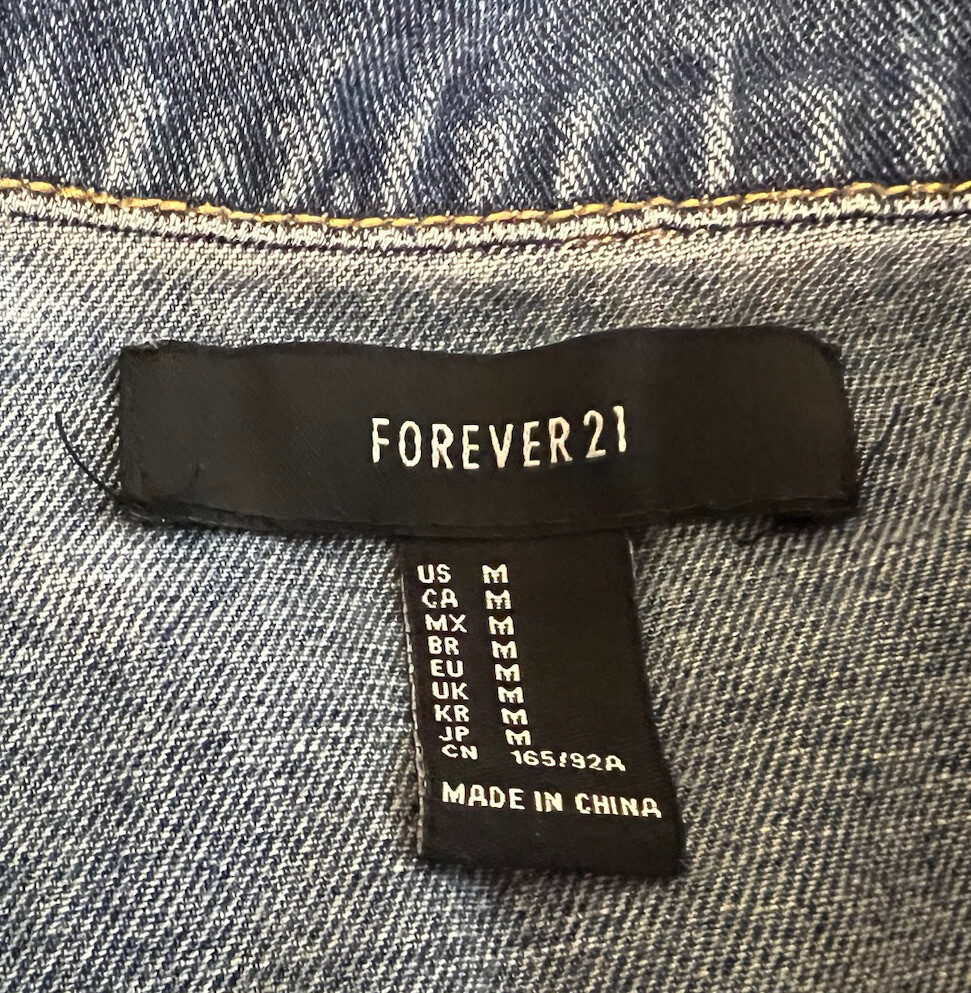 FOREVER 21
US M
CA M
MX M
BR M
EU M
UK M
KR M
JP M
CN 165/92A
MADE IN CHINA